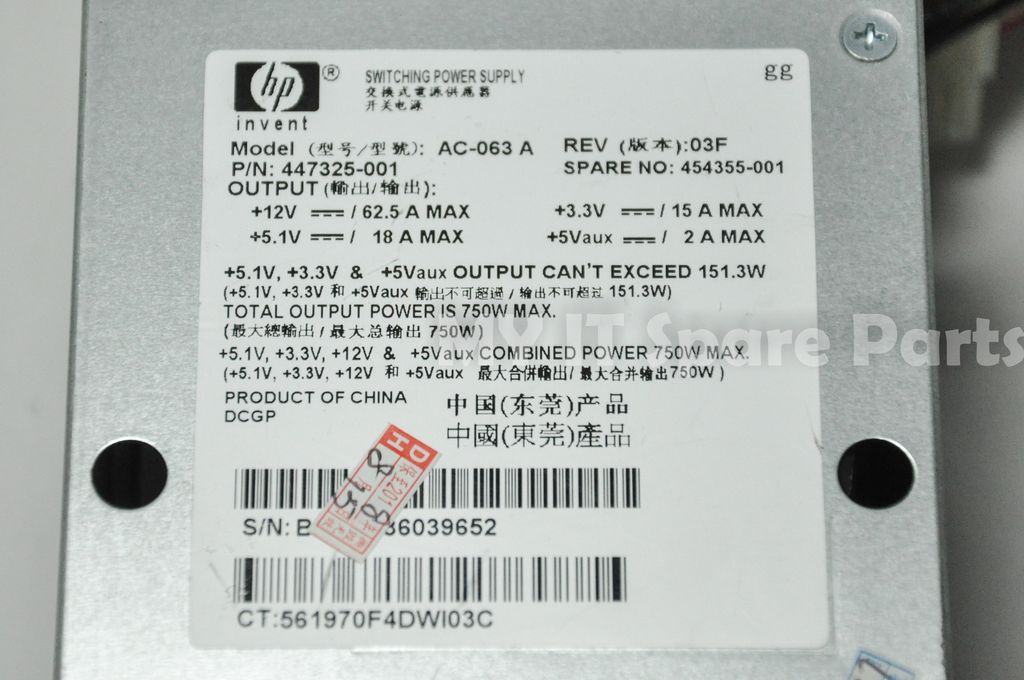 hp ®
invent
SWITCHING POWER SUPPLY
交換式電源供應器
开关电源
gg
Model (型号/型號): AC-063 A REV (版本):03F
P/N: 447325-001 SPARE NO: 454355-001
OUTPUT (輸出/输出):
+12V ⎓ / 62.5 A MAX +3.3V ⎓ / 15 A MAX
+5.1V ⎓ / 18 A MAX +5Vaux ⎓ / 2 A MAX
+5.1V, +3.3V & +5Vaux OUTPUT CAN'T EXCEED 151.3W
(+5.1V, +3.3V 和 +5Vaux 輸出不可超過 / 输出不可超过 151.3W)
TOTAL OUTPUT POWER IS 750W MAX.
(最大總輸出 / 最大总输出 750W)
MY IT Spare Parts
+5.1V, +3.3V, +12V & +5Vaux COMBINED POWER 750W MAX.
(+5.1V, +3.3V, +12V 和 +5Vaux 最大合併輸出/ 最大合并输出750W )
PRODUCT OF CHINA
DCGP
中国(东莞)产品
中國(東莞)產品
DH
S/N: B 36039652
CT:561970F4DWI03C
7